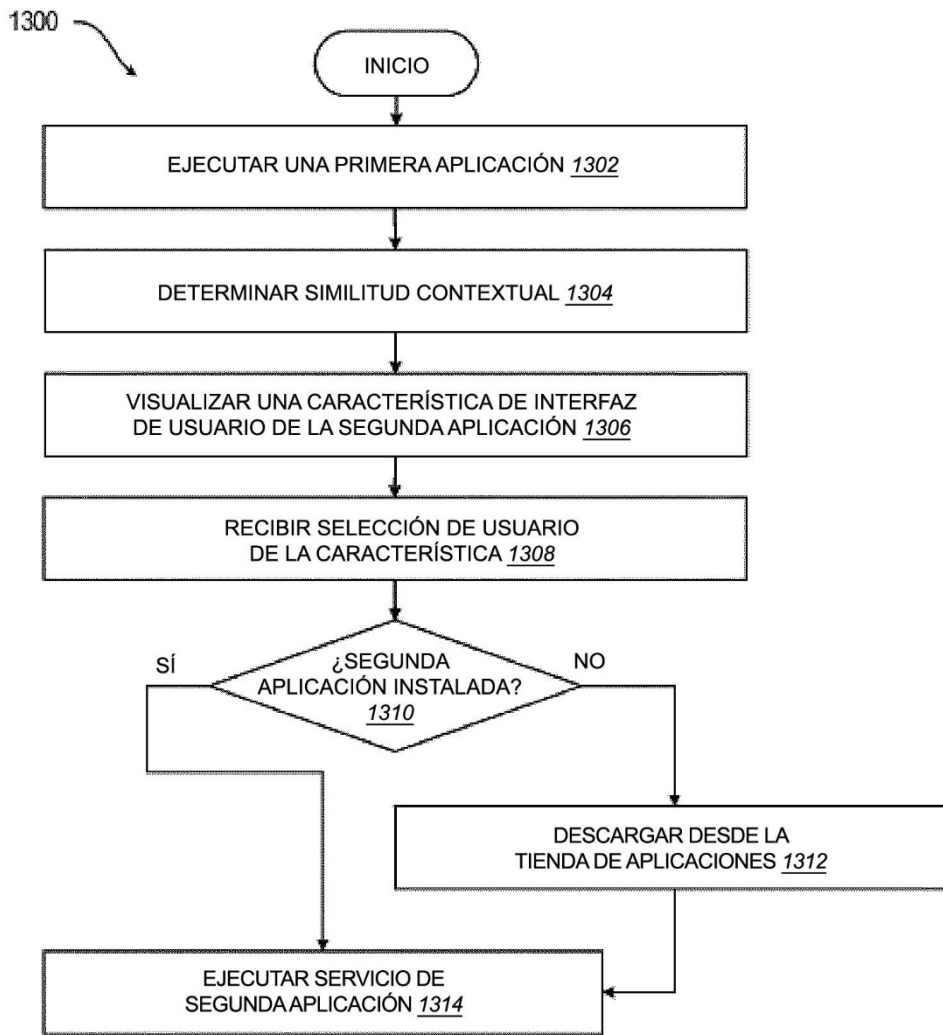 1300
INICIO
EJECUTAR UNA PRIMERA APLICACIÓN 1302
DETERMINAR SIMILITUD CONTEXTUAL 1304
VISUALIZAR UNA CARACTERÍSTICA DE INTERFAZ
DE USUARIO DE LA SEGUNDA APLICACIÓN 1306
RECIBIR SELECCIÓN DE USUARIO
DE LA CARACTERÍSTICA 1308
SÍ
¿SEGUNDA
APLICACIÓN INSTALADA?
1310
NO
DESCARGAR DESDE LA
TIENDA DE APLICACIONES 1312
EJECUTAR SERVICIO DE
SEGUNDA APLICACIÓN 1314